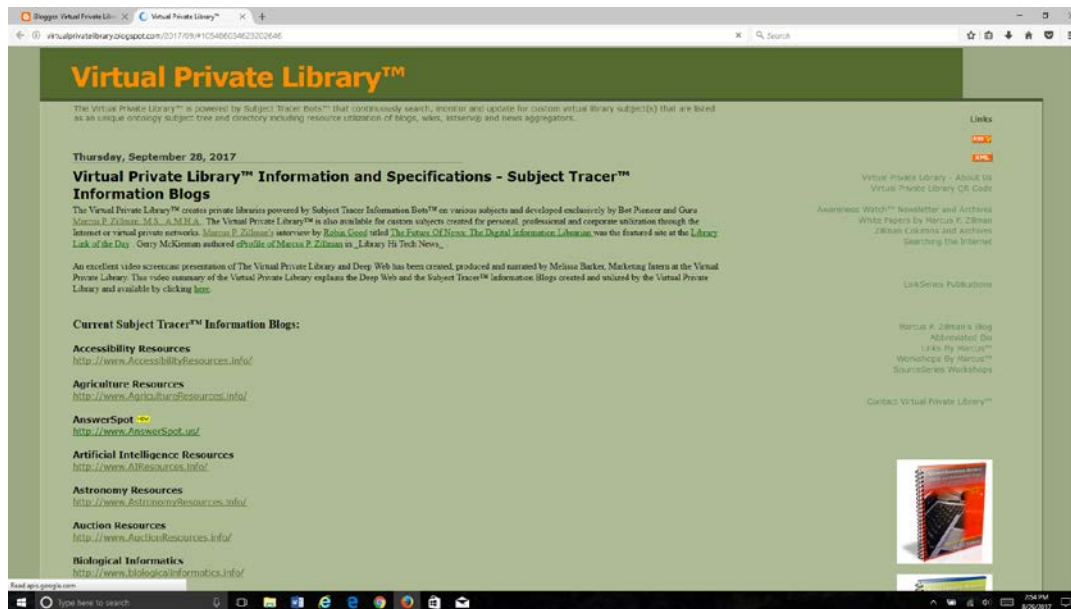 Blogger: Virtual Private Libr
Virtual Private Library™
virtualprivatelibrary.blogspot.com/2017/09/#105486034623202646
Search
Virtual Private Library™
The Virtual Private Library™ is powered by Subject Tracer Bots™ that continuously search, monitor and update for custom virtual library subject(s) that are listed
as an unique ontology subject tree and directory including resource utilization of blogs, wikis, listservs and news aggregators.
Links
XML
Virtual Private Library - About Us
Virtual Private Library QR Code
Awareness Watch™ Newsletter and Archives
White Papers by Marcus P. Zillman
Zillman Columns and Archives
Searching the Internet
LinkSeries Publications
Marcus P. Zillman's Blog
Abbreviated Bio
Links By Marcus™
Workshops By Marcus™
SourceSeries Workshops
Contact Virtual Private Library™
Thursday, September 28, 2017
Virtual Private Library™ Information and Specifications - Subject Tracer™
Information Blogs
The Virtual Private Library™ creates private libraries powered by Subject Tracer Information Bots™ on various subjects and developed exclusively by Bot Pioneer and Guru
Marcus P. Zillman, M.S., A.M.H.A. The Virtual Private Library™ is also available for custom subjects created for personal, professional and corporate utilization through the
Internet or virtual private networks. Marcus P. Zillman's interview by Robin Good titled The Future Of News: The Digital Information Librarian was the featured site at the Library
Link of the Day. Gerry McKiernan authored eProfile of Marcus P. Zillman in _Library Hi Tech News_.
An excellent video screencast presentation of The Virtual Private Library and Deep Web has been created, produced and narrated by Melissa Barker, Marketing Intern at the Virtual
Private Library. This video summary of the Virtual Private Library explains the Deep Web and the Subject Tracer™ Information Blogs created and utilized by the Virtual Private
Library and available by clicking here.
Current Subject Tracer™ Information Blogs:
Accessibility Resources
http://www.AccessibilityResources.info/
Agriculture Resources
http://www.AgricultureResources.info/
AnswerSpot
http://www.AnswerSpot.us/
Artificial Intelligence Resources
http://www.AIResources.info/
Astronomy Resources
http://www.AstronomyResources.info/
Auction Resources
http://www.AuctionResources.info/
Biological Informatics
http://www.biologicalinformatics.info/
Read apis.google.com
Type here to search
2:54 PM
8/29/2017